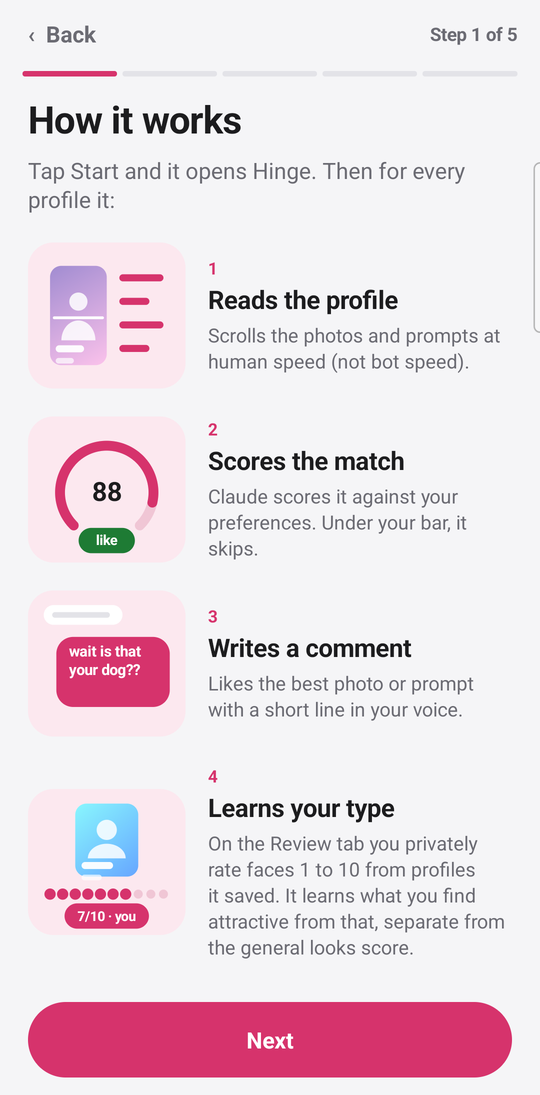 ‹ Back
Step 1 of 5
How it works
Tap Start and it opens Hinge. Then for every
profile it:
1
Reads the profile
Scrolls the photos and prompts at
human speed (not bot speed).
88
like
2
Scores the match
Claude scores it against your
preferences. Under your bar, it
skips.
wait is that
your dog??
3
Writes a comment
Likes the best photo or prompt
with a short line in your voice.
7/10 · you
4
Learns your type
On the Review tab you privately
rate faces 1 to 10 from profiles
it saved. It learns what you find
attractive from that, separate from
the general looks score.
Next